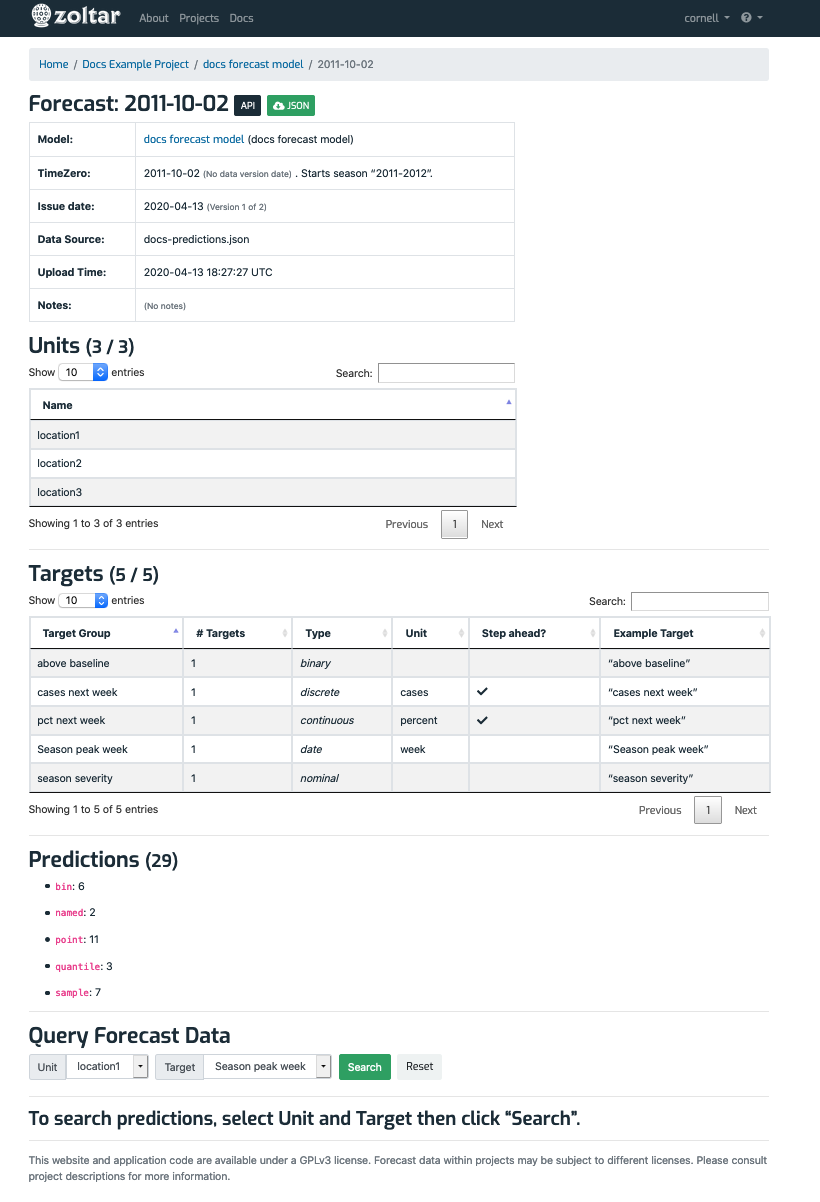 zoltar About Projects Docs cornell
Home / Docs Example Project / docs forecast model / 2011-10-02
Forecast: 2011-10-02 API JSON
Model: docs forecast model (docs forecast model)
TimeZero: 2011-10-02 (No data version date) . Starts season “2011-2012”.
Issue date: 2020-04-13 (Version 1 of 2)
Data Source: docs-predictions.json
Upload Time: 2020-04-13 18:27:27 UTC
Notes: (No notes)
Units (3 / 3)
Show 10 entries Search:
Name
location1
location2
location3
Showing 1 to 3 of 3 entries Previous 1 Next
Targets (5 / 5)
Show 10 entries Search:
Target Group # Targets Type Unit Step ahead? Example Target
above baseline 1 binary “above baseline”
cases next week 1 discrete cases ✔ “cases next week”
pct next week 1 continuous percent ✔ “pct next week”
Season peak week 1 date week “Season peak week”
season severity 1 nominal “season severity”
Showing 1 to 5 of 5 entries Previous 1 Next
Predictions (29)
• bin: 6
• named: 2
• point: 11
• quantile: 3
• sample: 7
Query Forecast Data
Unit location1 Target Season peak week Search Reset
To search predictions, select Unit and Target then click “Search”.
This website and application code are available under a GPLv3 license. Forecast data within projects may be subject to different licenses. Please consult
project descriptions for more information.